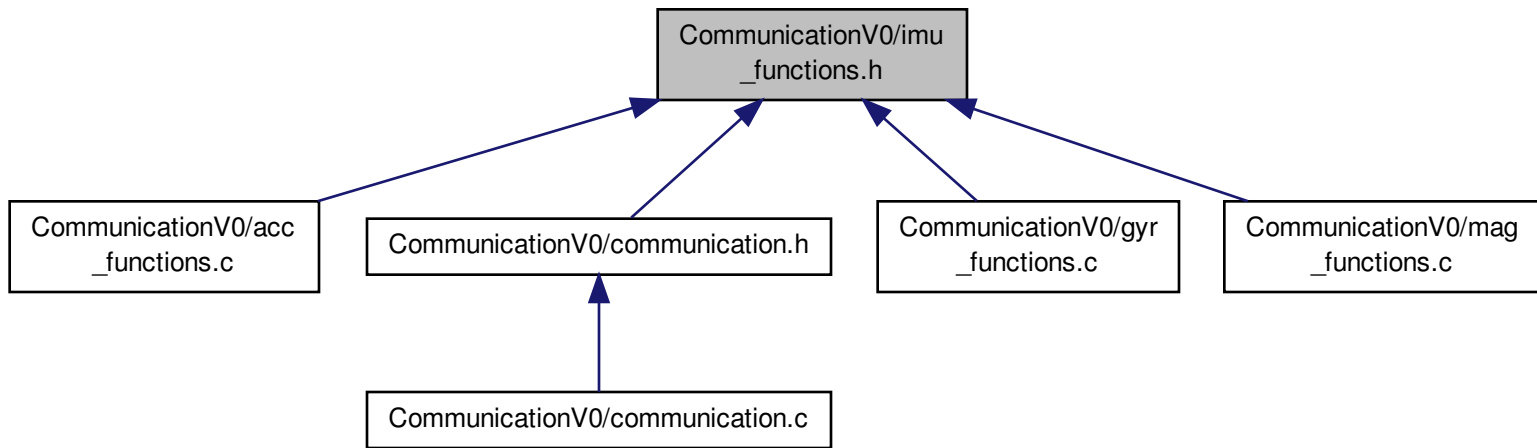 CommunicationV0/imu
_functions.h
CommunicationV0/acc
_functions.c
CommunicationV0/communication.h
CommunicationV0/gyr
_functions.c
CommunicationV0/mag
_functions.c
CommunicationV0/communication.c